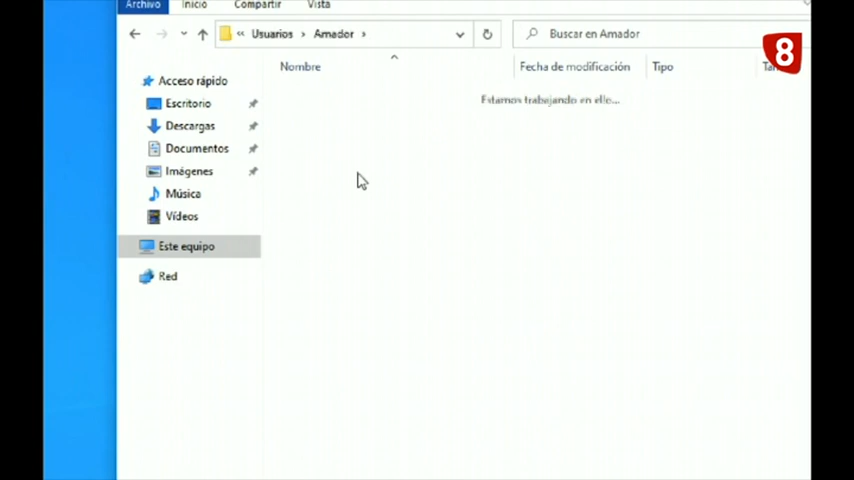 Archivo Inicio Compartir Vista
« Usuarios › Amador ›
Buscar en Amador
8
Nombre Fecha de modificación Tipo
Estamos trabajando en ello...
Acceso rápido
Escritorio
Descargas
Documentos
Imágenes
Música
Vídeos
Este equipo
Red